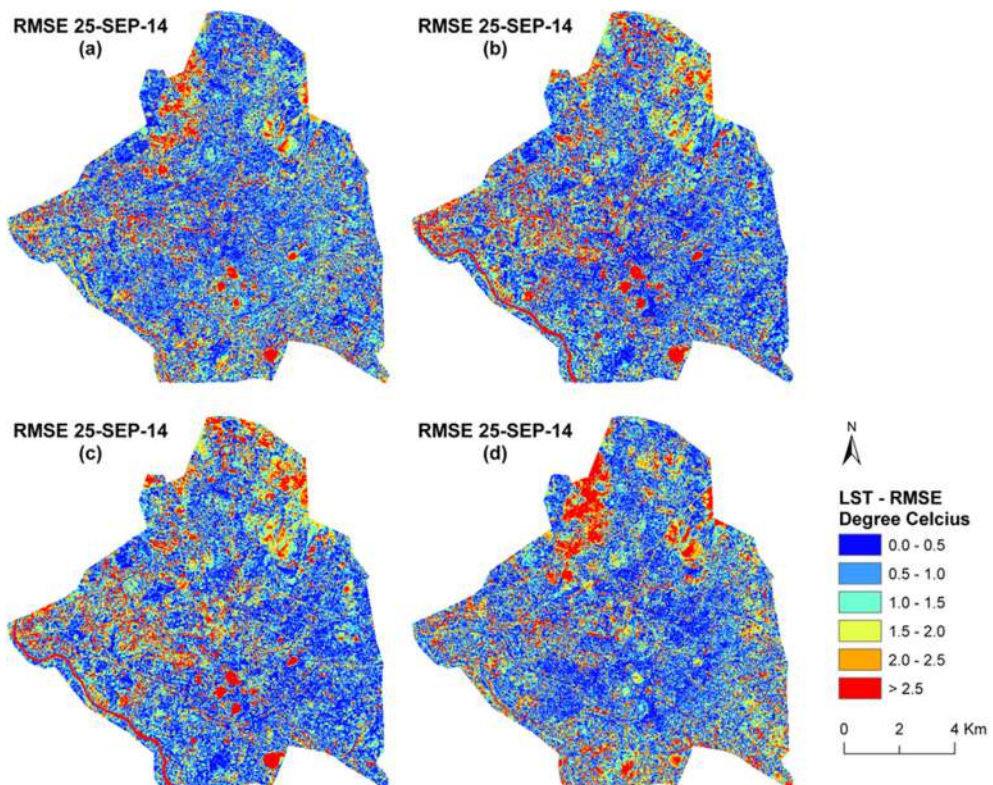 RMSE 25-SEP-14
(a)
RMSE 25-SEP-14
(b)
RMSE 25-SEP-14
(c)
RMSE 25-SEP-14
(d)
N
LST - RMSE
Degree Celcius
0.0 - 0.5
0.5 - 1.0
1.0 - 1.5
1.5 - 2.0
2.0 - 2.5
> 2.5
0 2 4 Km